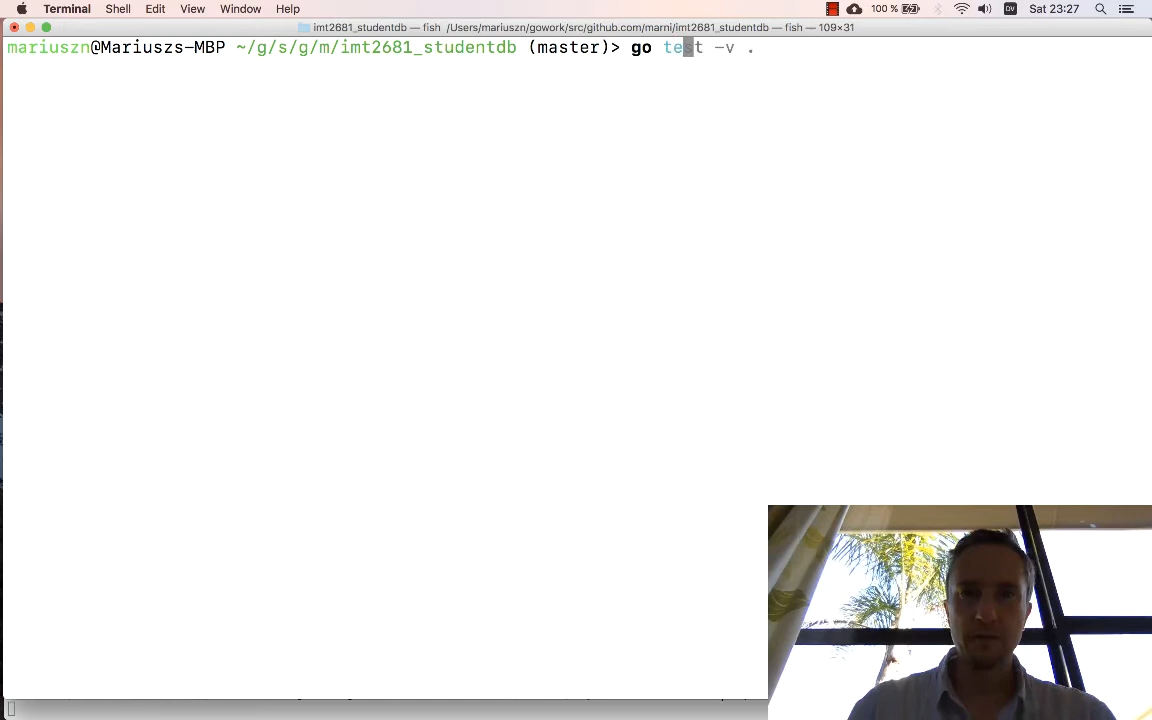 Terminal Shell Edit View Window Help 100 % DV Sat 23:27
imt2681_studentdb — fish /Users/mariuszn/gowork/src/github.com/marni/imt2681_studentdb — fish — 109×31
mariuszn@Mariuszs-MBP ~/g/s/g/m/imt2681_studentdb (master)> go test -v .